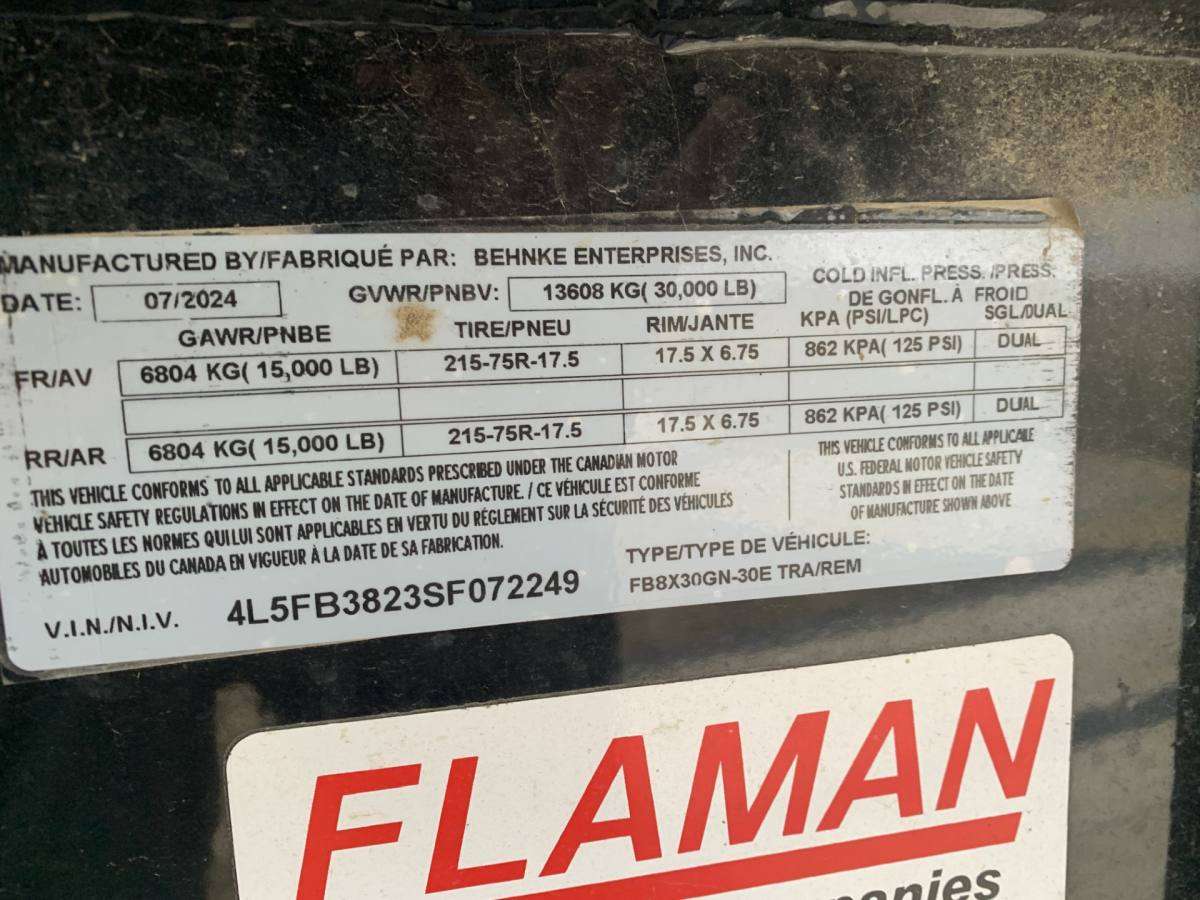 MANUFACTURED BY/FABRIQUÉ PAR: BEHNKE ENTERPRISES, INC.
DATE: 07/2024 GVWR/PNBV: 13608 KG( 30,000 LB)
COLD INFL. PRESS. /PRESS.
DE GONFL. À FROID
GAWR/PNBE TIRE/PNEU RIM/JANTE KPA (PSI/LPC) SGL/DUAL
FR/AV 6804 KG( 15,000 LB) 215-75R-17.5 17.5 X 6.75 862 KPA( 125 PSI) DUAL
RR/AR 6804 KG( 15,000 LB) 215-75R-17.5 17.5 X 6.75 862 KPA( 125 PSI) DUAL
THIS VEHICLE CONFORMS TO ALL APPLICABLE STANDARDS PRESCRIBED UNDER THE CANADIAN MOTOR
VEHICLE SAFETY REGULATIONS IN EFFECT ON THE DATE OF MANUFACTURE. / CE VÉHICULE EST CONFORME
À TOUTES LES NORMES QUI LUI SONT APPLICABLES EN VERTU DU RÉGLEMENT SUR LA SÉCURITÉ DES VÉHICULES
AUTOMOBILES DU CANADA EN VIGUEUR À LA DATE DE SA FABRICATION.
THIS VEHICLE CONFORMS TO ALL APPLICABLE
U.S. FEDERAL MOTOR VEHICLE SAFETY
STANDARDS IN EFFECT ON THE DATE
OF MANUFACTURE SHOWN ABOVE
TYPE/TYPE DE VÉHICULE:
FB8X30GN-30E TRA/REM
V.I.N./N.I.V. 4L5FB3823SF072249
FLAMAN